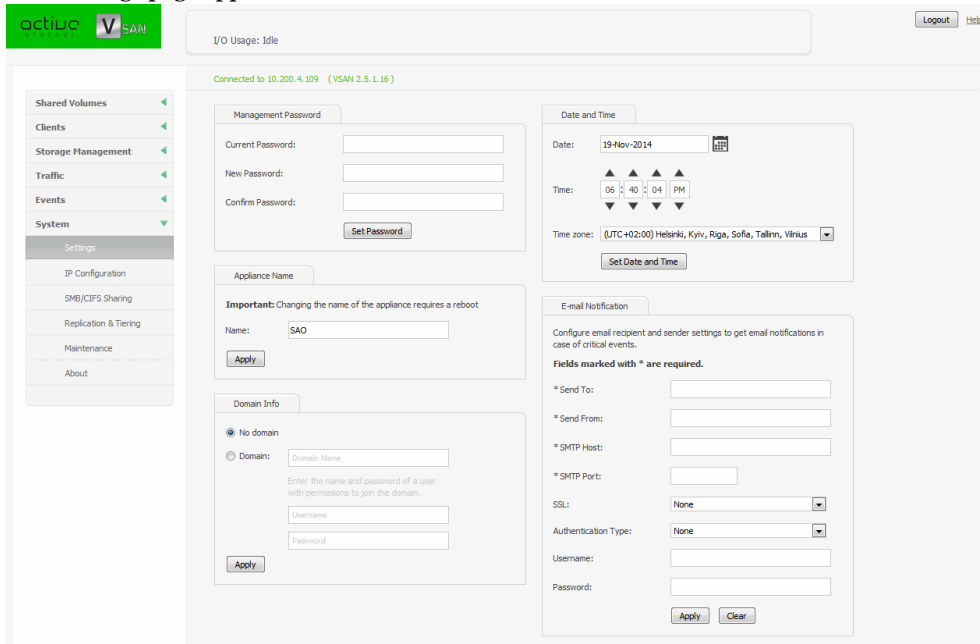 active
STORAGE
V SAN
I/O Usage: Idle
Logout
Connected to 10.200.4.109 ( VSAN 2.5.1.16 )
Shared Volumes
Clients
Storage Management
Traffic
Events
System
Settings
IP Configuration
SMB/CIFS Sharing
Replication & Tiering
Maintenance
About
Management Password
Current Password:
New Password:
Confirm Password:
Set Password
Appliance Name
Important: Changing the name of the appliance requires a reboot
Name: SAO
Apply
Domain Info
No domain
Domain: Domain Name
Enter the name and password of a user
with permissions to join the domain.
Username
Password
Apply
Date and Time
Date: 19-Nov-2014
Time: 06 : 40 : 04 PM
Time zone: (UTC+02:00) Helsinki, Kyiv, Riga, Sofia, Tallinn, Vilnius
Set Date and Time
E-mail Notification
Configure email recipient and sender settings to get email notifications in
case of critical events.
Fields marked with * are required.
* Send To:
* Send From:
* SMTP Host:
* SMTP Port:
SSL: None
Authentication Type: None
Username:
Password:
Apply Clear